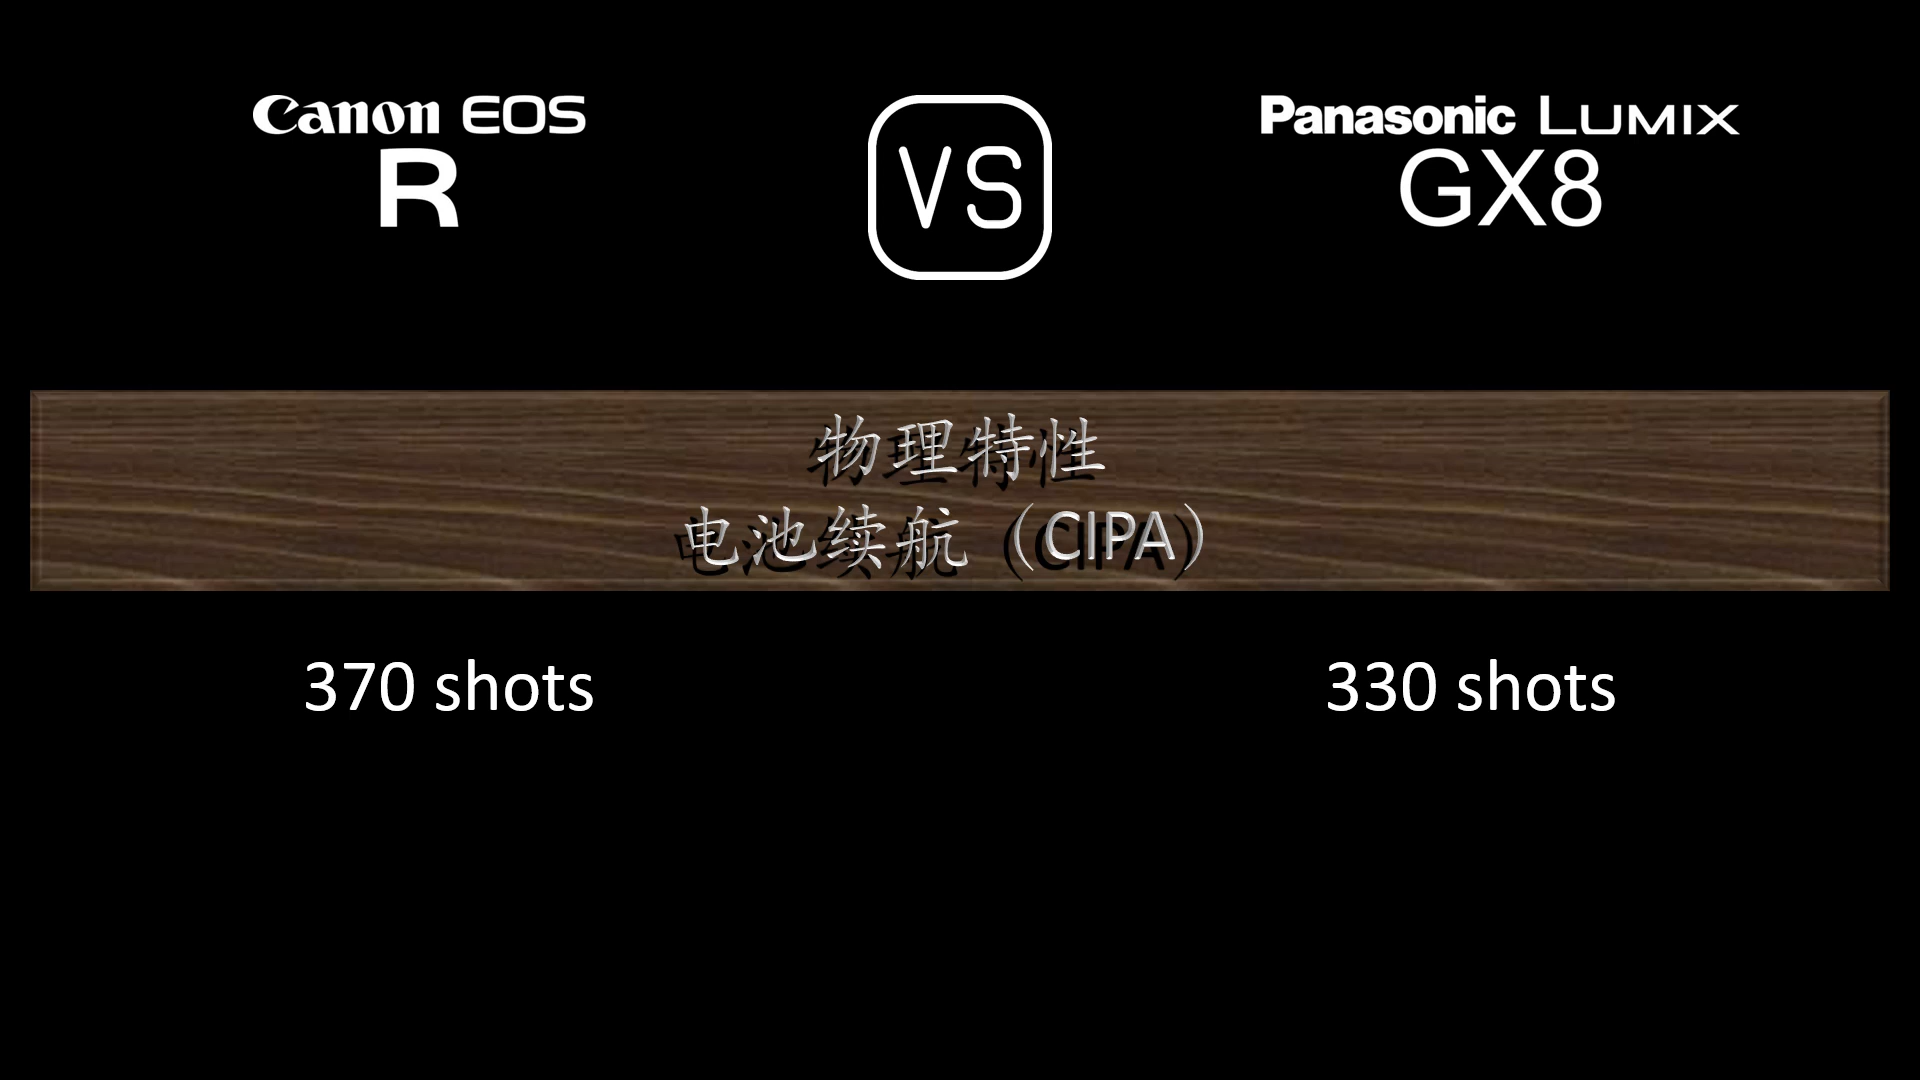 Canon EOS
R
VS
Panasonic LUMIX
GX8
物理特性
电池续航（CIPA）
370 shots
330 shots